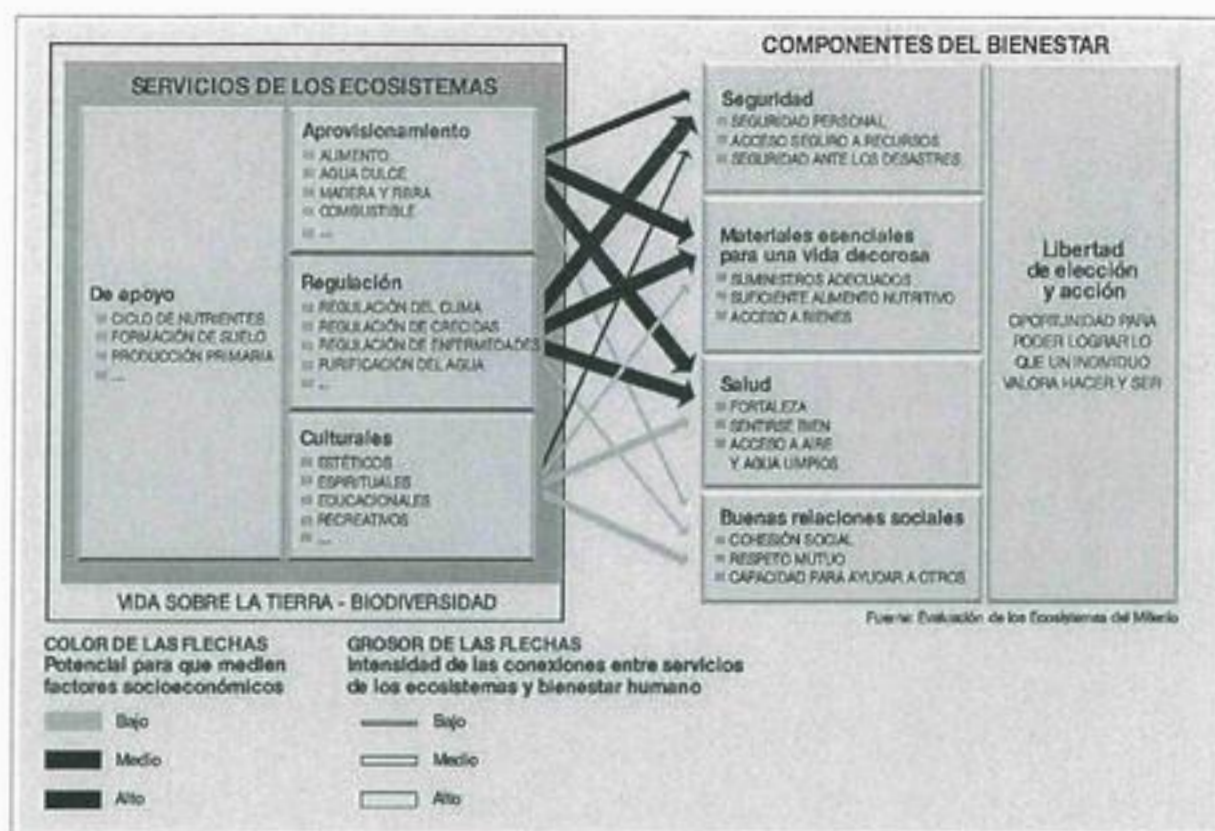 SERVICIOS DE LOS ECOSISTEMAS
De apoyo
CICLO DE NUTRIENTES
FORMACIÓN DE SUELO
PRODUCCIÓN PRIMARIA
...
Aprovisionamiento
ALIMENTO
AGUA DULCE
MADERA Y FIBRA
COMBUSTIBLE
...
Regulación
REGULACIÓN DEL CLIMA
REGULACIÓN DE CRECIDAS
REGULACIÓN DE ENFERMEDADES
PURIFICACIÓN DEL AGUA
...
Culturales
ESTÉTICOS
ESPIRITUALES
EDUCACIONALES
RECREATIVOS
...
VIDA SOBRE LA TIERRA - BIODIVERSIDAD
COMPONENTES DEL BIENESTAR
Seguridad
SEGURIDAD PERSONAL
ACCESO SEGURO A RECURSOS
SEGURIDAD ANTE LOS DESASTRES
Materiales esenciales
para una vida decorosa
SUMINISTROS ADECUADOS
SUFICIENTE ALIMENTO NUTRITIVO
ACCESO A BIENES
Salud
FORTALEZA
SENTIRSE BIEN
ACCESO A AIRE
Y AGUA LIMPIOS
Buenas relaciones sociales
COHESIÓN SOCIAL
RESPETO MUTUO
CAPACIDAD PARA AYUDAR A OTROS
Libertad
de elección
y acción
OPORTUNIDAD PARA
PODER LOGRAR LO
QUE UN INDIVIDUO
VALORA HACER Y SER
Fuente: Evaluación de los Ecosistemas del Milenio
COLOR DE LAS FLECHAS
Potencial para que medien
factores socioeconómicos
Bajo
Medio
Alto
GROSOR DE LAS FLECHAS
Intensidad de las conexiones entre servicios
de los ecosistemas y bienestar humano
Bajo
Medio
Alto